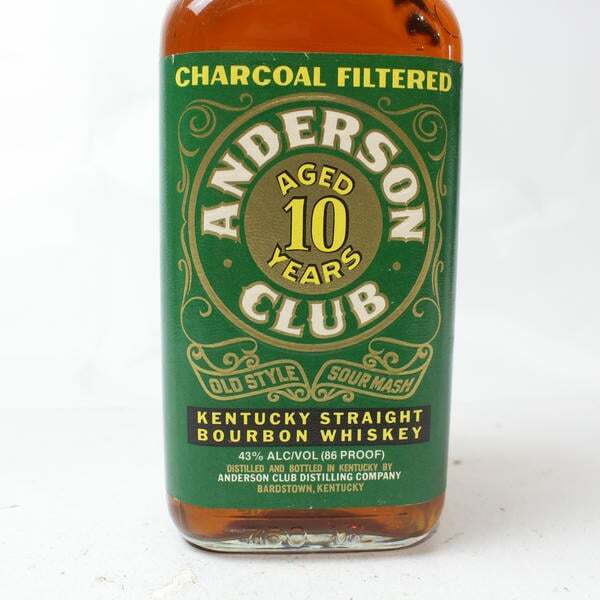 CHARCOAL FILTERED
ANDERSON
AGED
10
YEARS
CLUB
OLD STYLE SOUR MASH
KENTUCKY STRAIGHT
BOURBON WHISKEY
43% ALC/VOL (86 PROOF)
DISTILLED AND BOTTLED IN KENTUCKY BY
ANDERSON CLUB DISTILLING COMPANY
BARDSTOWN, KENTUCKY